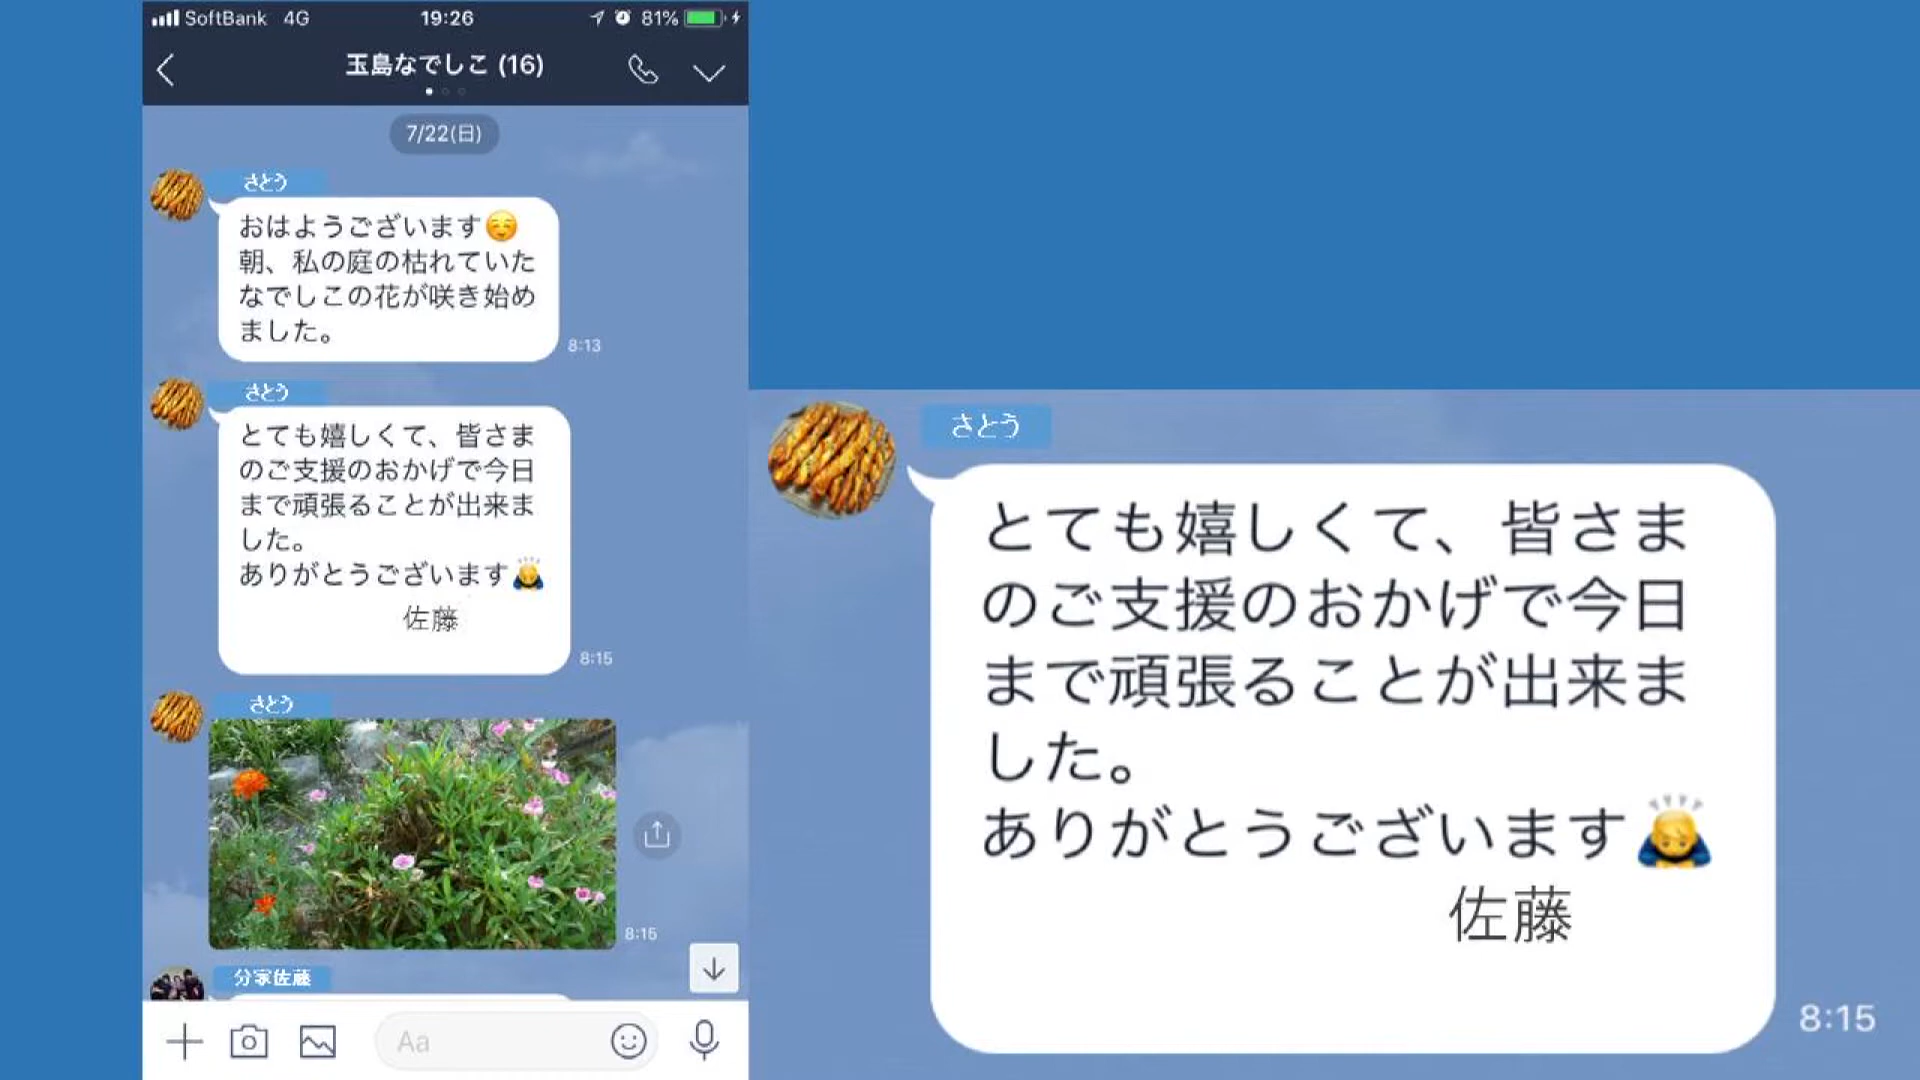 SoftBank 4G 19:26 81%
玉島なでしこ (16)
7/22(日)
さとう
おはようございます☺️
朝、私の庭の枯れていた
なでしこの花が咲き始め
ました。
8:13
さとう
とても嬉しくて、皆さま
のご支援のおかげで今日
まで頑張ることが出来ま
した。
ありがとうございます🙇
佐藤
8:15
さとう
8:15
分家佐藤
Aa
さとう
とても嬉しくて、皆さま
のご支援のおかげで今日
まで頑張ることが出来ま
した。
ありがとうございます🙇
佐藤
8:15